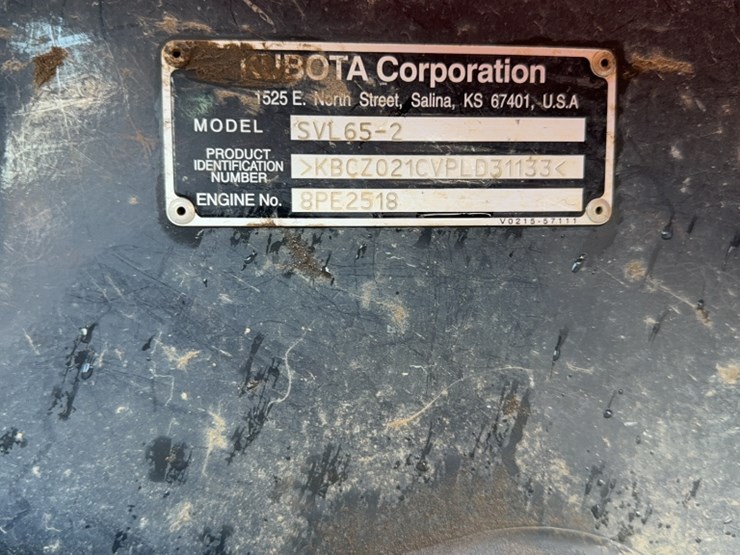 KUBOTA Corporation
1525 E. North Street, Salina, KS 67401, U.S.A
MODEL SVL65-2
PRODUCT
IDENTIFICATION >KBCZ021CVPLD31133<
NUMBER
ENGINE No. 8PE2518
V0215-57111